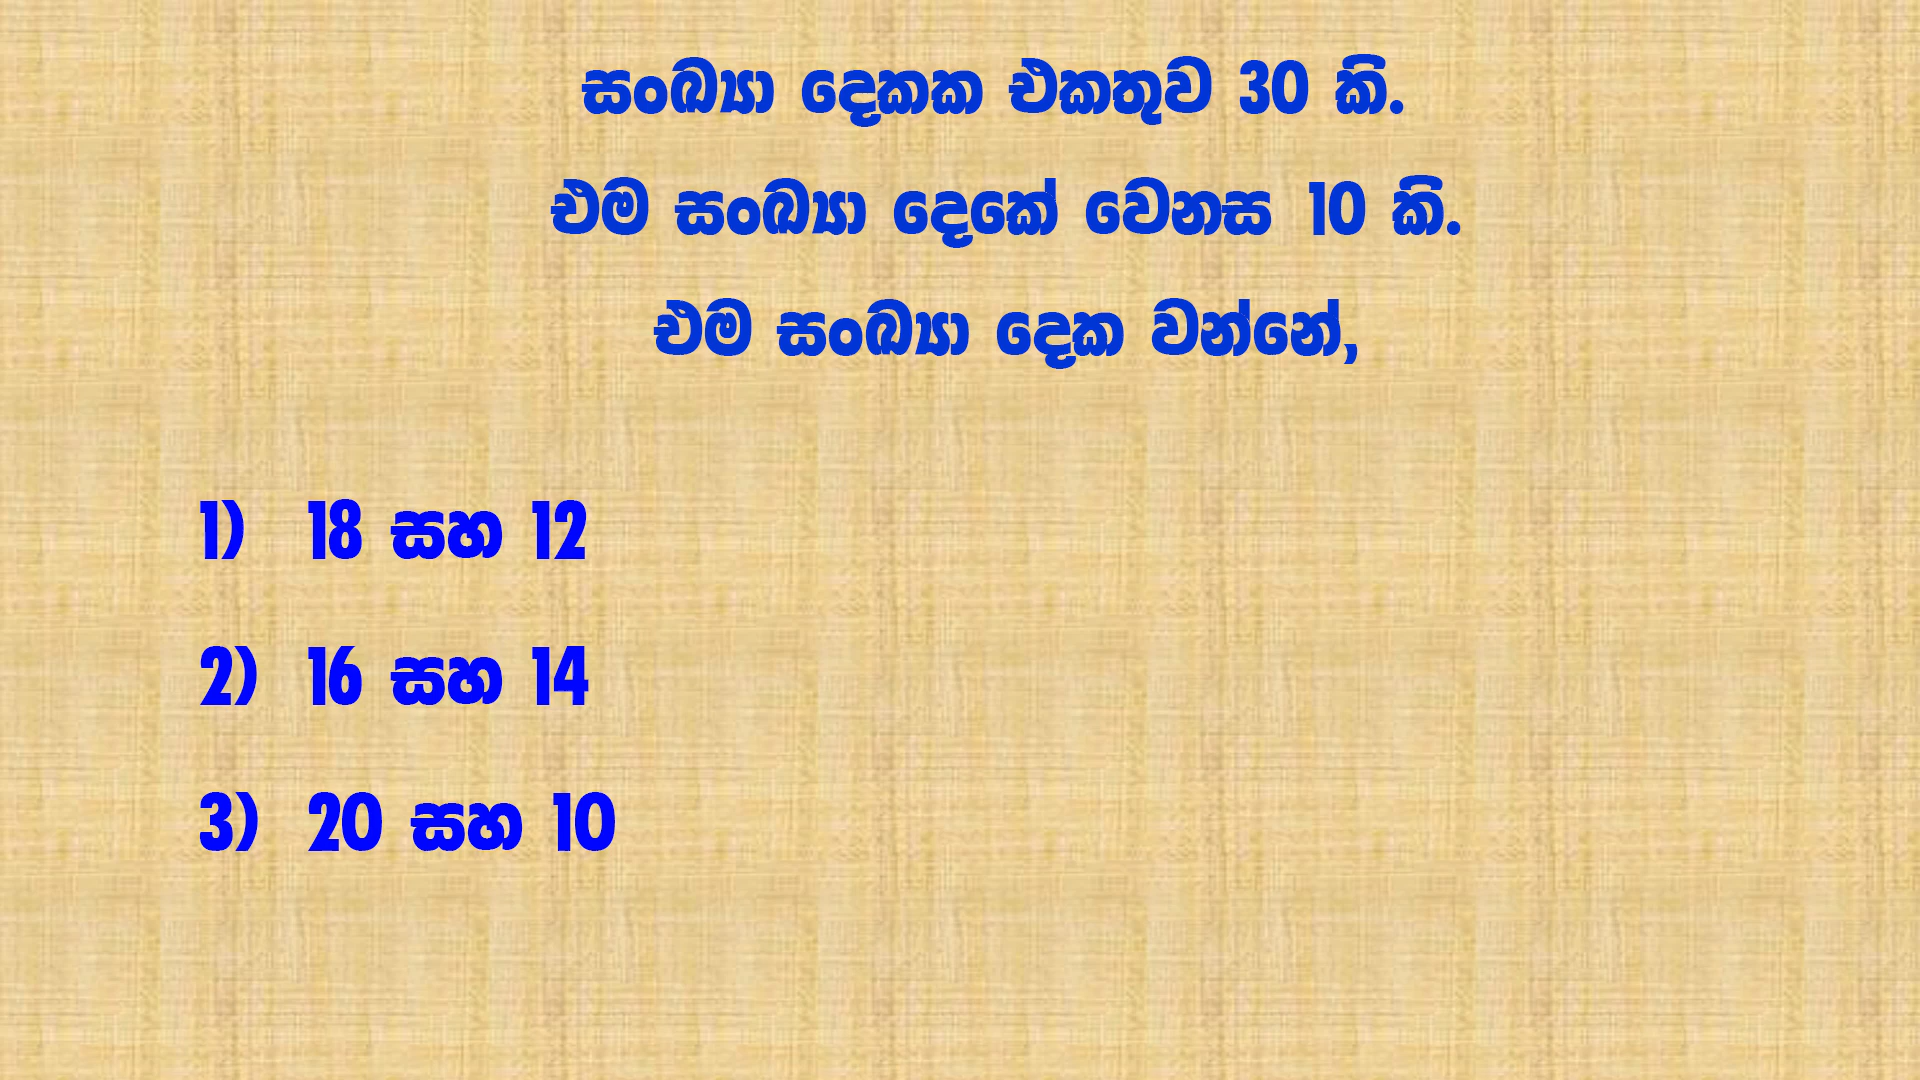 සංඛ්‍යා දෙකක එකතුව 30 කි.
එම සංඛ්‍යා දෙකේ වෙනස 10 කි.
එම සංඛ්‍යා දෙක වන්නේ,
1) 18 සහ 12
2) 16 සහ 14
3) 20 සහ 10